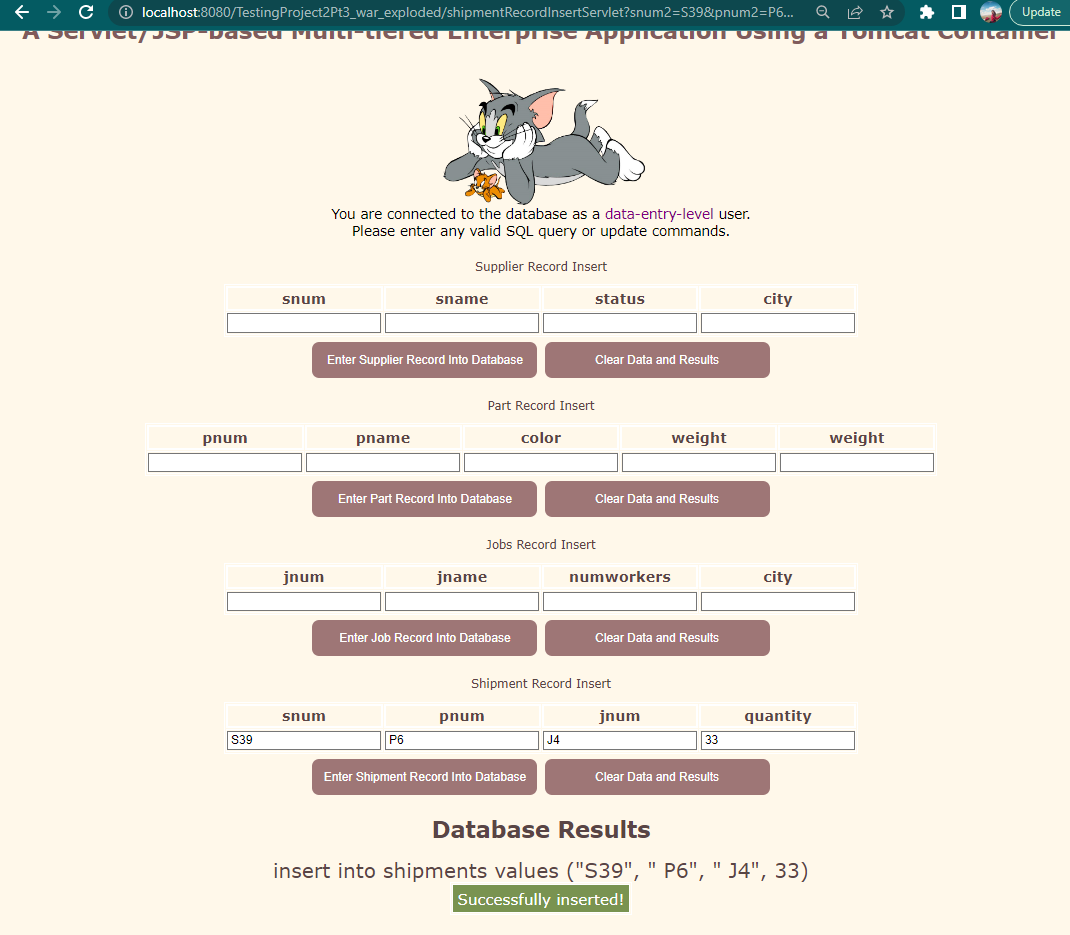 localhost:8080/TestingProject2Pt3_war_exploded/shipmentRecordInsertServlet?snum2=S39&pnum2=P6...
Update
A Servlet/JSP-based Multi-tiered Enterprise Application Using a Tomcat Container
You are connected to the database as a data-entry-level user.
Please enter any valid SQL query or update commands.
Supplier Record Insert
snum sname status city
Enter Supplier Record Into Database Clear Data and Results
Part Record Insert
pnum pname color weight weight
Enter Part Record Into Database Clear Data and Results
Jobs Record Insert
jnum jname numworkers city
Enter Job Record Into Database Clear Data and Results
Shipment Record Insert
snum pnum jnum quantity
S39 P6 J4 33
Enter Shipment Record Into Database Clear Data and Results
Database Results
insert into shipments values ("S39", " P6", " J4", 33)
Successfully inserted!